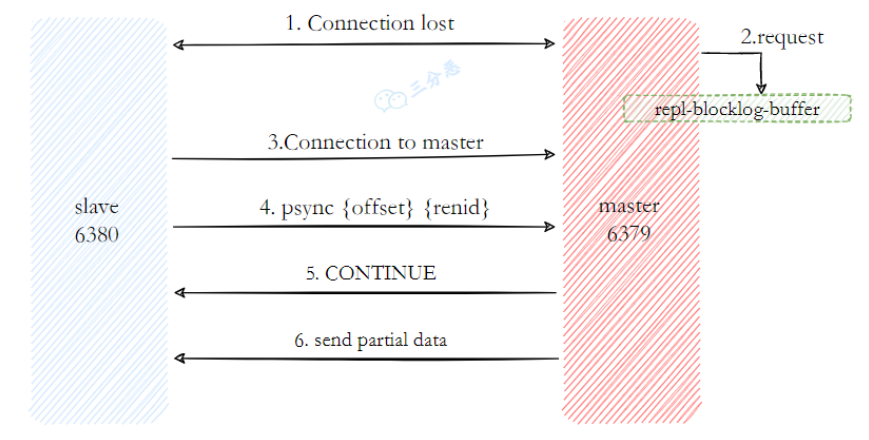 1. Connection lost
2.request
三分恶
repl-blocklog-buffer
3.Connection to master
slave
6380
4. psync {offset} {renid}
master
6379
5. CONTINUE
6. send partial data